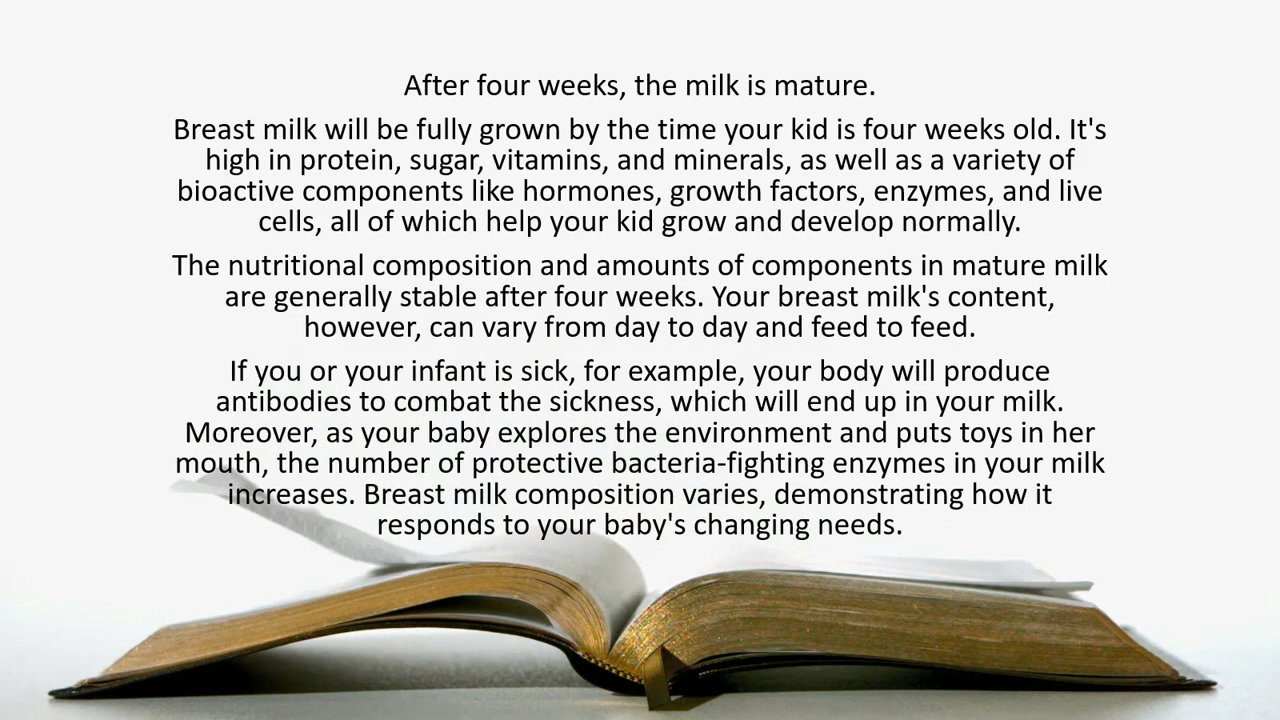 After four weeks, the milk is mature.
Breast milk will be fully grown by the time your kid is four weeks old. It's
high in protein, sugar, vitamins, and minerals, as well as a variety of
bioactive components like hormones, growth factors, enzymes, and live
cells, all of which help your kid grow and develop normally.
The nutritional composition and amounts of components in mature milk
are generally stable after four weeks. Your breast milk's content,
however, can vary from day to day and feed to feed.
If you or your infant is sick, for example, your body will produce
antibodies to combat the sickness, which will end up in your milk.
Moreover, as your baby explores the environment and puts toys in her
mouth, the number of protective bacteria-fighting enzymes in your milk
increases. Breast milk composition varies, demonstrating how it
responds to your baby's changing needs.